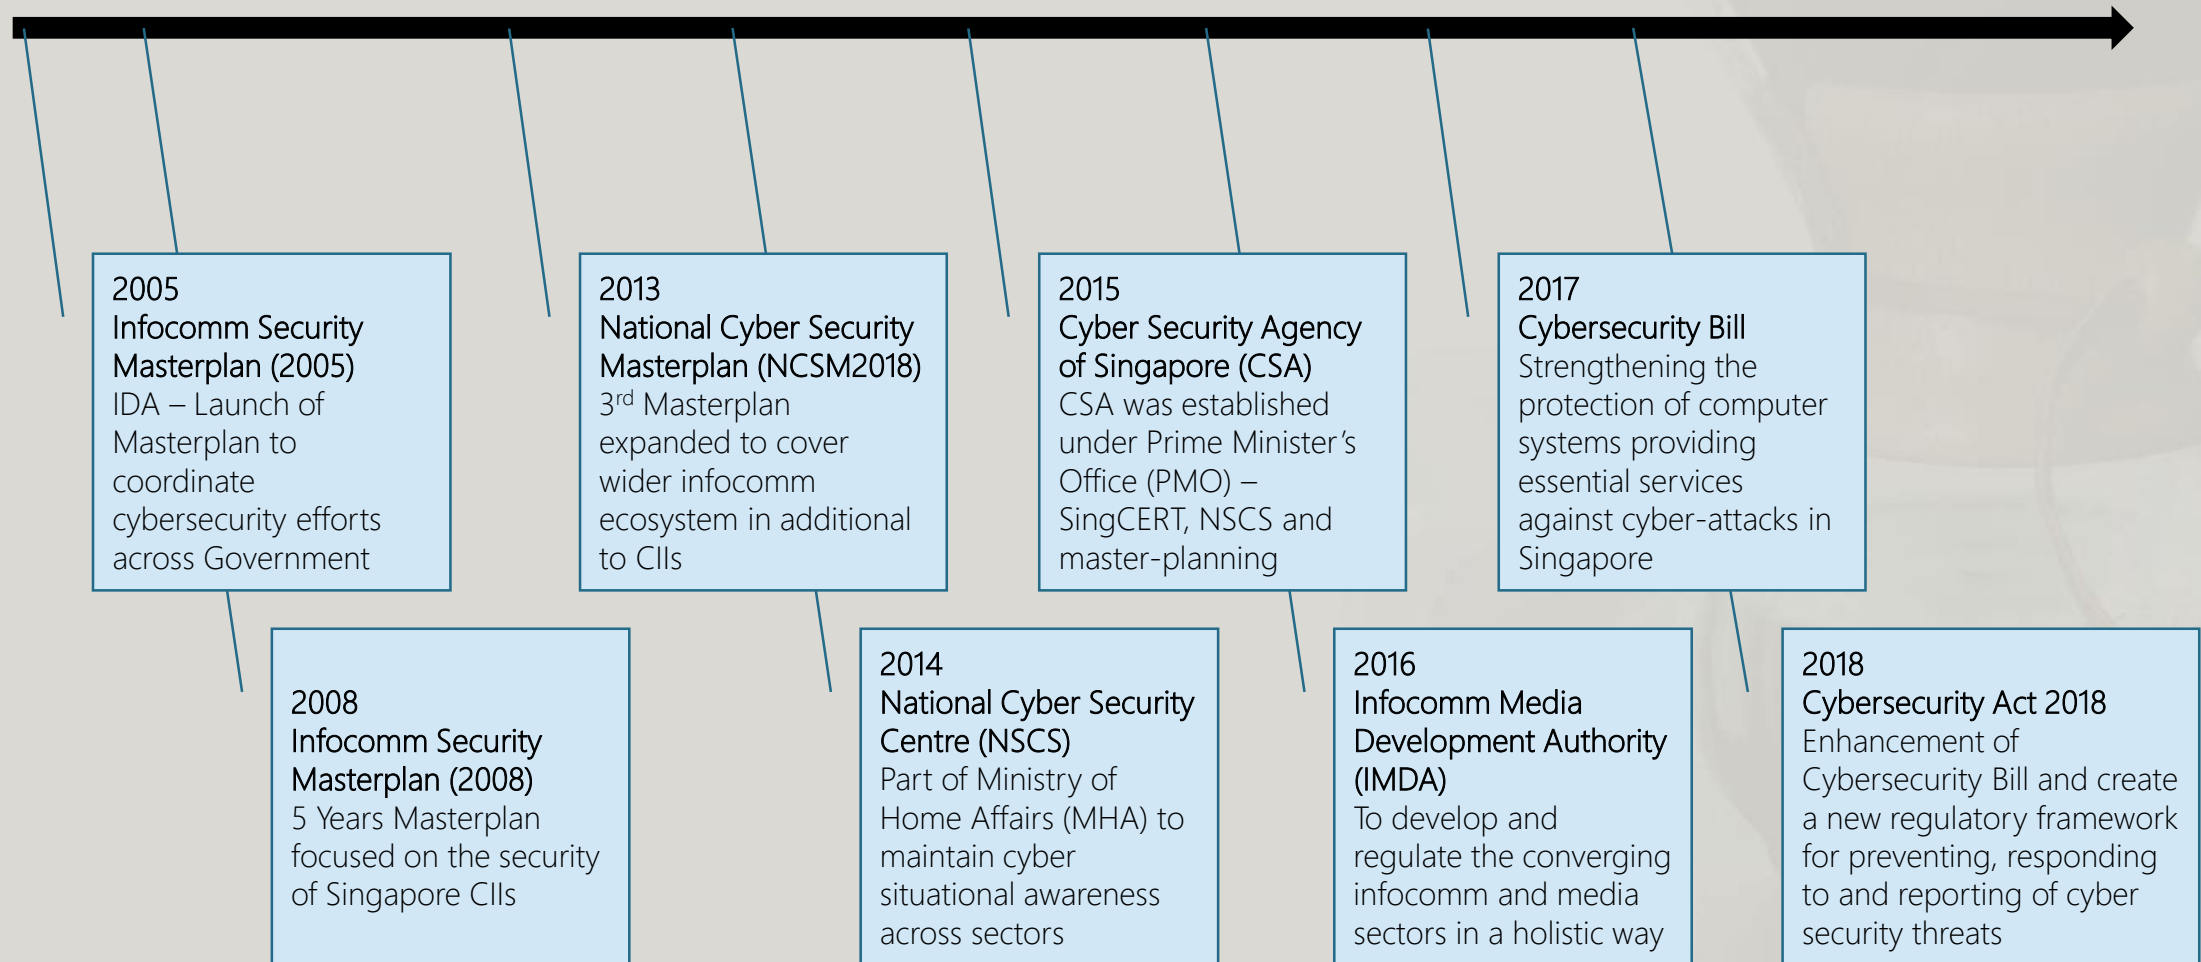 2005
Infocomm Security
Masterplan (2005)
IDA – Launch of
Masterplan to
coordinate
cybersecurity efforts
across Government
2008
Infocomm Security
Masterplan (2008)
5 Years Masterplan
focused on the security
of Singapore CIIs
2013
National Cyber Security
Masterplan (NCSM2018)
3rd Masterplan
expanded to cover
wider infocomm
ecosystem in additional
to CIIs
2014
National Cyber Security
Centre (NSCS)
Part of Ministry of
Home Affairs (MHA) to
maintain cyber
situational awareness
across sectors
2015
Cyber Security Agency
of Singapore (CSA)
CSA was established
under Prime Minister’s
Office (PMO) –
SingCERT, NSCS and
master-planning
2016
Infocomm Media
Development Authority
(IMDA)
To develop and
regulate the converging
infocomm and media
sectors in a holistic way
2017
Cybersecurity Bill
Strengthening the
protection of computer
systems providing
essential services
against cyber-attacks in
Singapore
2018
Cybersecurity Act 2018
Enhancement of
Cybersecurity Bill and create
a new regulatory framework
for preventing, responding
to and reporting of cyber
security threats